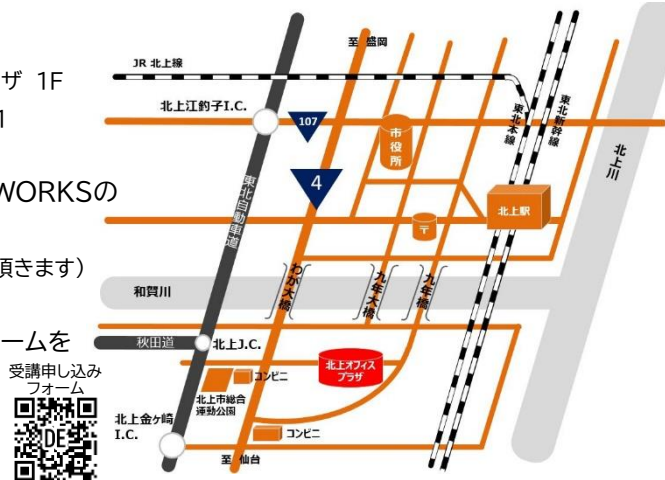 ザ 1F
1
WORKSの
頂きます)
ームを
受講申し込み
フォーム
DE
至 盛岡
JR 北上線
北上江釣子I.C.
107
市役所
東北本線
東北新幹線
北上川
東北自動車道
4
北上駅
〒
わが大橋
九年大橋
九年橋
和賀川
秋田道
北上J.C.
北上オフィス
プラザ
コンビニ
北上市総合
運動公園
北上金ヶ崎
I.C.
コンビニ
至 仙台